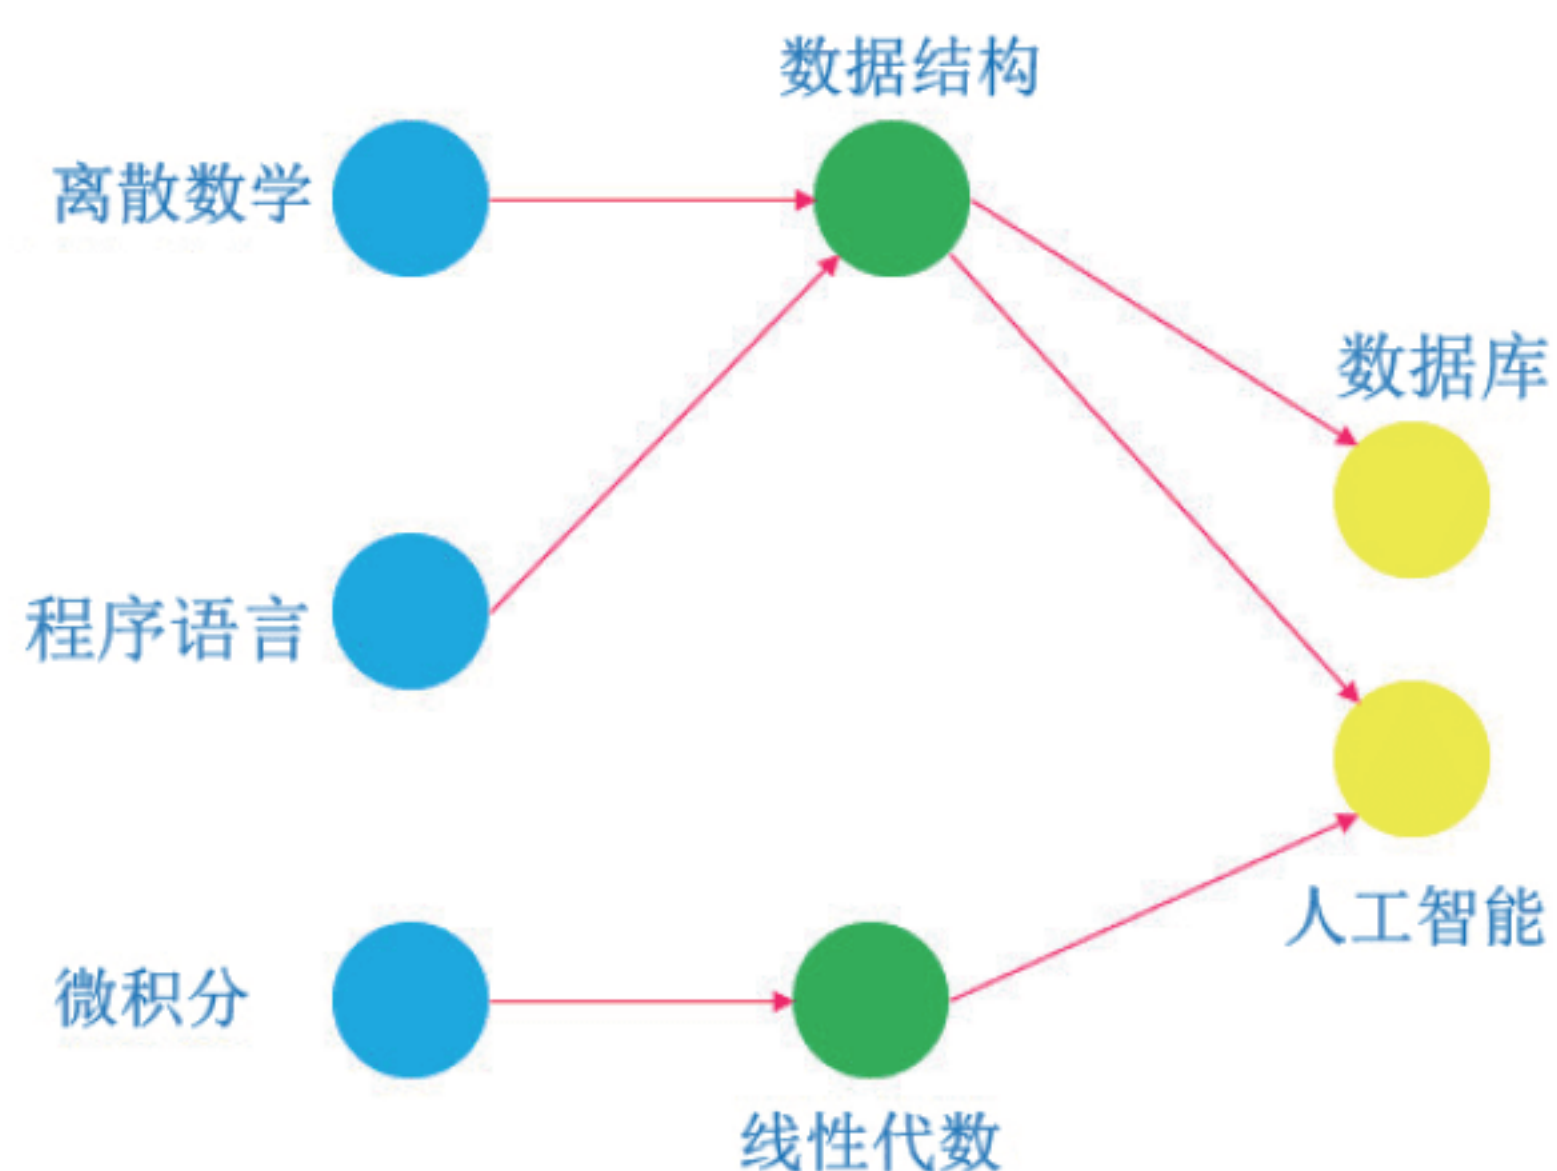 数据结构
离散数学
数据库
程序语言
人工智能
微积分
线性代数